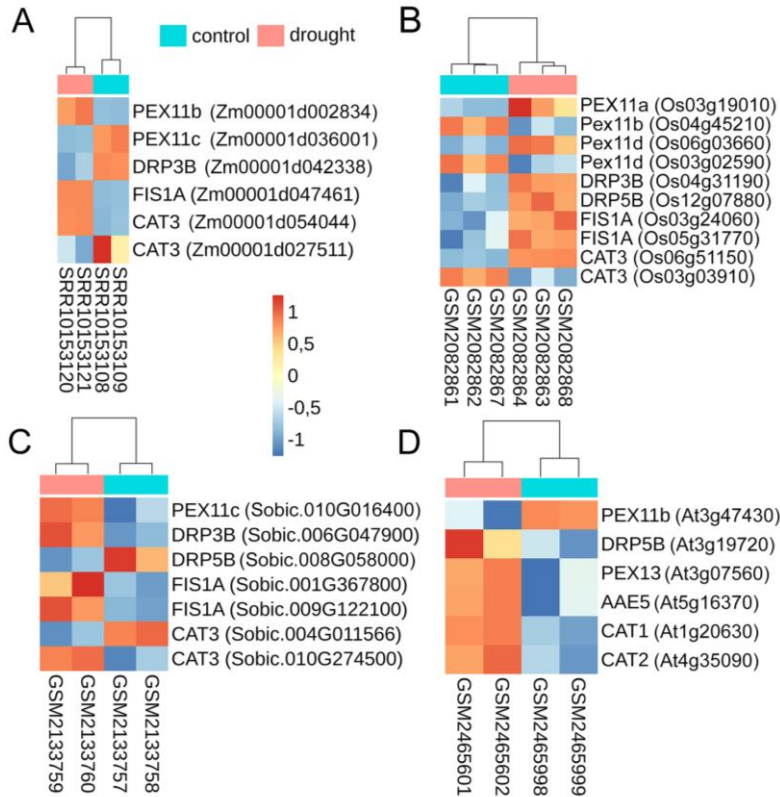 A
control
drought
PEX11b (Zm00001d002834)
PEX11c (Zm00001d036001)
DRP3B (Zm00001d042338)
FIS1A (Zm00001d047461)
CAT3 (Zm00001d054044)
CAT3 (Zm00001d027511)
SRR10153120
SRR10153121
SRR10153108
SRR10153109
B
PEX11a (Os03g19010)
Pex11b (Os04g45210)
Pex11d (Os06g03660)
Pex11d (Os03g02590)
DRP3B (Os04g31190)
DRP5B (Os12g07880)
FIS1A (Os03g24060)
FIS1A (Os05g31770)
CAT3 (Os06g51150)
CAT3 (Os03g03910)
GSM2082861
GSM2082862
GSM2082867
GSM2082864
GSM2082863
GSM2082868
1
0,5
0
-0,5
-1
C
PEX11c (Sobic.010G016400)
DRP3B (Sobic.006G047900)
DRP5B (Sobic.008G058000)
FIS1A (Sobic.001G367800)
FIS1A (Sobic.009G122100)
CAT3 (Sobic.004G011566)
CAT3 (Sobic.010G274500)
GSM2133759
GSM2133760
GSM2133757
GSM2133758
D
PEX11b (At3g47430)
DRP5B (At3g19720)
PEX13 (At3g07560)
AAE5 (At5g16370)
CAT1 (At1g20630)
CAT2 (At4g35090)
GSM2465601
GSM2465602
GSM2465998
GSM2465999